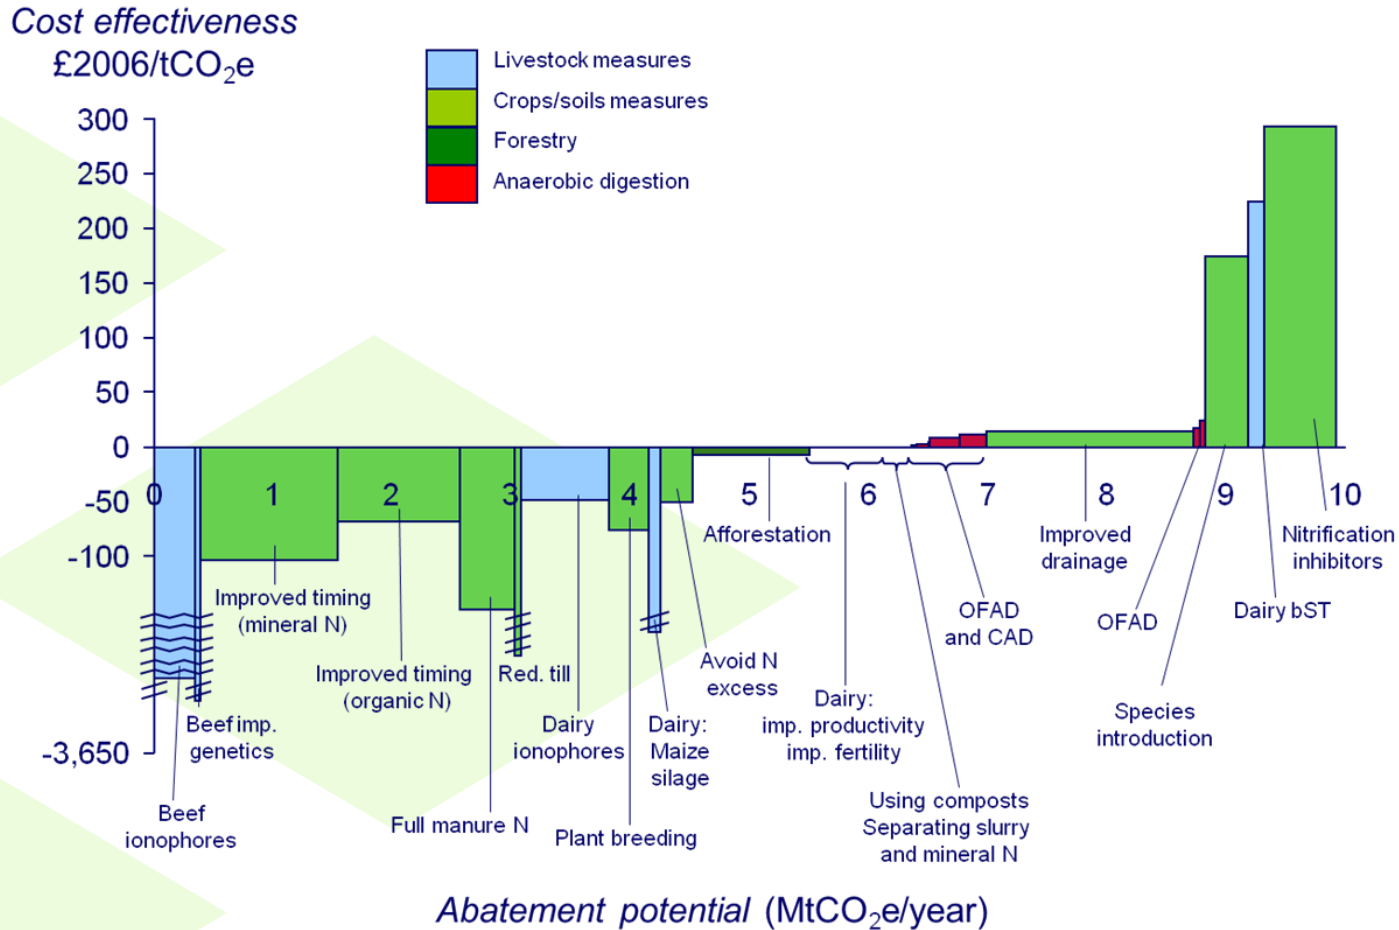 Cost effectiveness
£2006/tCO₂e
Livestock measures
Crops/soils measures
Forestry
Anaerobic digestion
300
250
200
150
100
50
0
-50
-100
-3,650
0 1 2 3 4 5 6 7 8 9 10
Improved timing
(mineral N)
Improved timing
(organic N)
Red. till
Beef imp.
genetics
Beef
ionophores
Full manure N
Dairy
ionophores
Plant breeding
Dairy:
Maize
silage
Avoid N
excess
Afforestation
Dairy:
imp. productivity
imp. fertility
Using composts
Separating slurry
and mineral N
OFAD
and CAD
Improved
drainage
OFAD
Species
introduction
Dairy bST
Nitrification
inhibitors
Abatement potential (MtCO₂e/year)